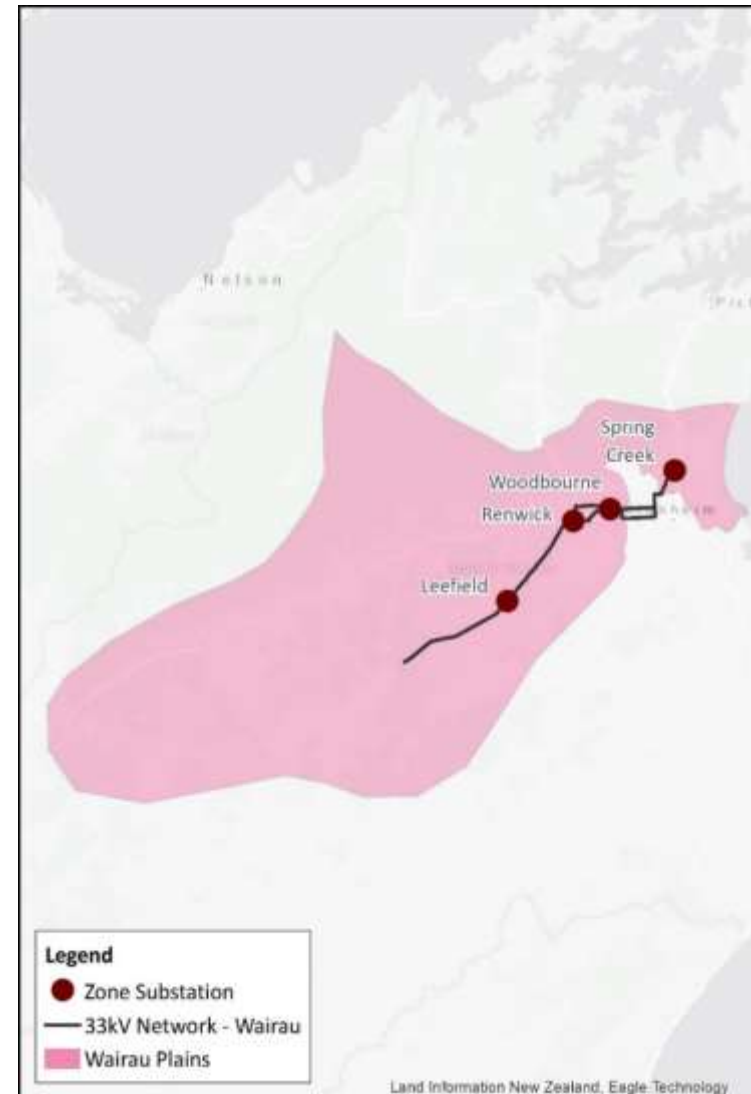 Nelson
Spring
Creek
Woodbourne
Renwick
Leefield
Legend
Zone Substation
33kV Network - Wairau
Wairau Plains
Land Information New Zealand, Eagle Technology